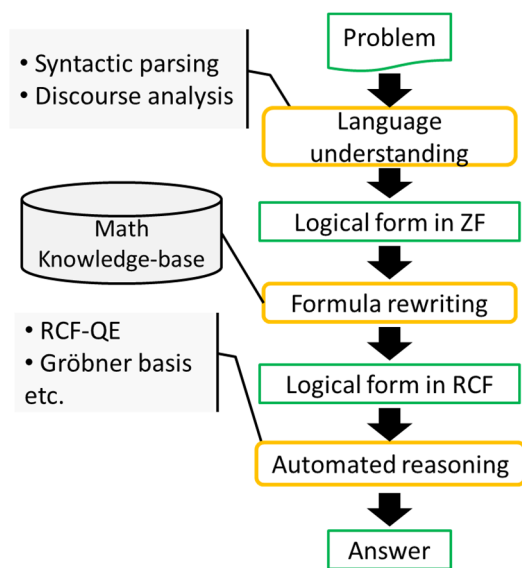 Problem
• Syntactic parsing
• Discourse analysis
Language
understanding
Logical form in ZF
Math
Knowledge-base
Formula rewriting
• RCF-QE
• Gröbner basis
etc.
Logical form in RCF
Automated reasoning
Answer